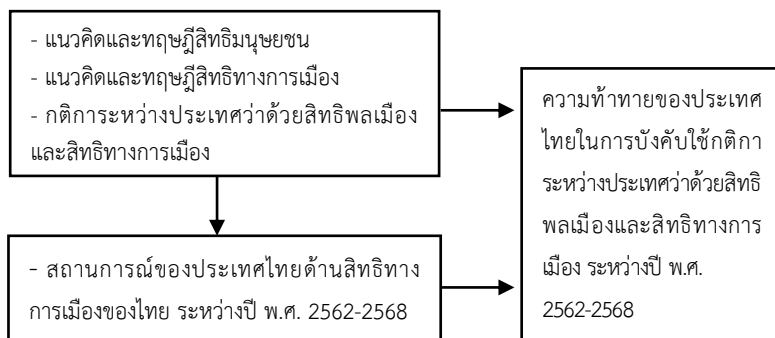 - แนวคิดและทฤษฎีสิทธิมนุษยชน
- แนวคิดและทฤษฎีสิทธิทางการเมือง
- กติการะหว่างประเทศว่าด้วยสิทธิพลเมือง
และสิทธิทางการเมือง
ความท้าทายของประเทศ
ไทยในการบังคับใช้กติกา
ระหว่างประเทศว่าด้วยสิทธิ
พลเมืองและสิทธิทางการ
เมือง ระหว่างปี พ.ศ.
2562-2568
- สถานการณ์ของประเทศไทยด้านสิทธิทาง
การเมืองของไทย ระหว่างปี พ.ศ. 2562-2568